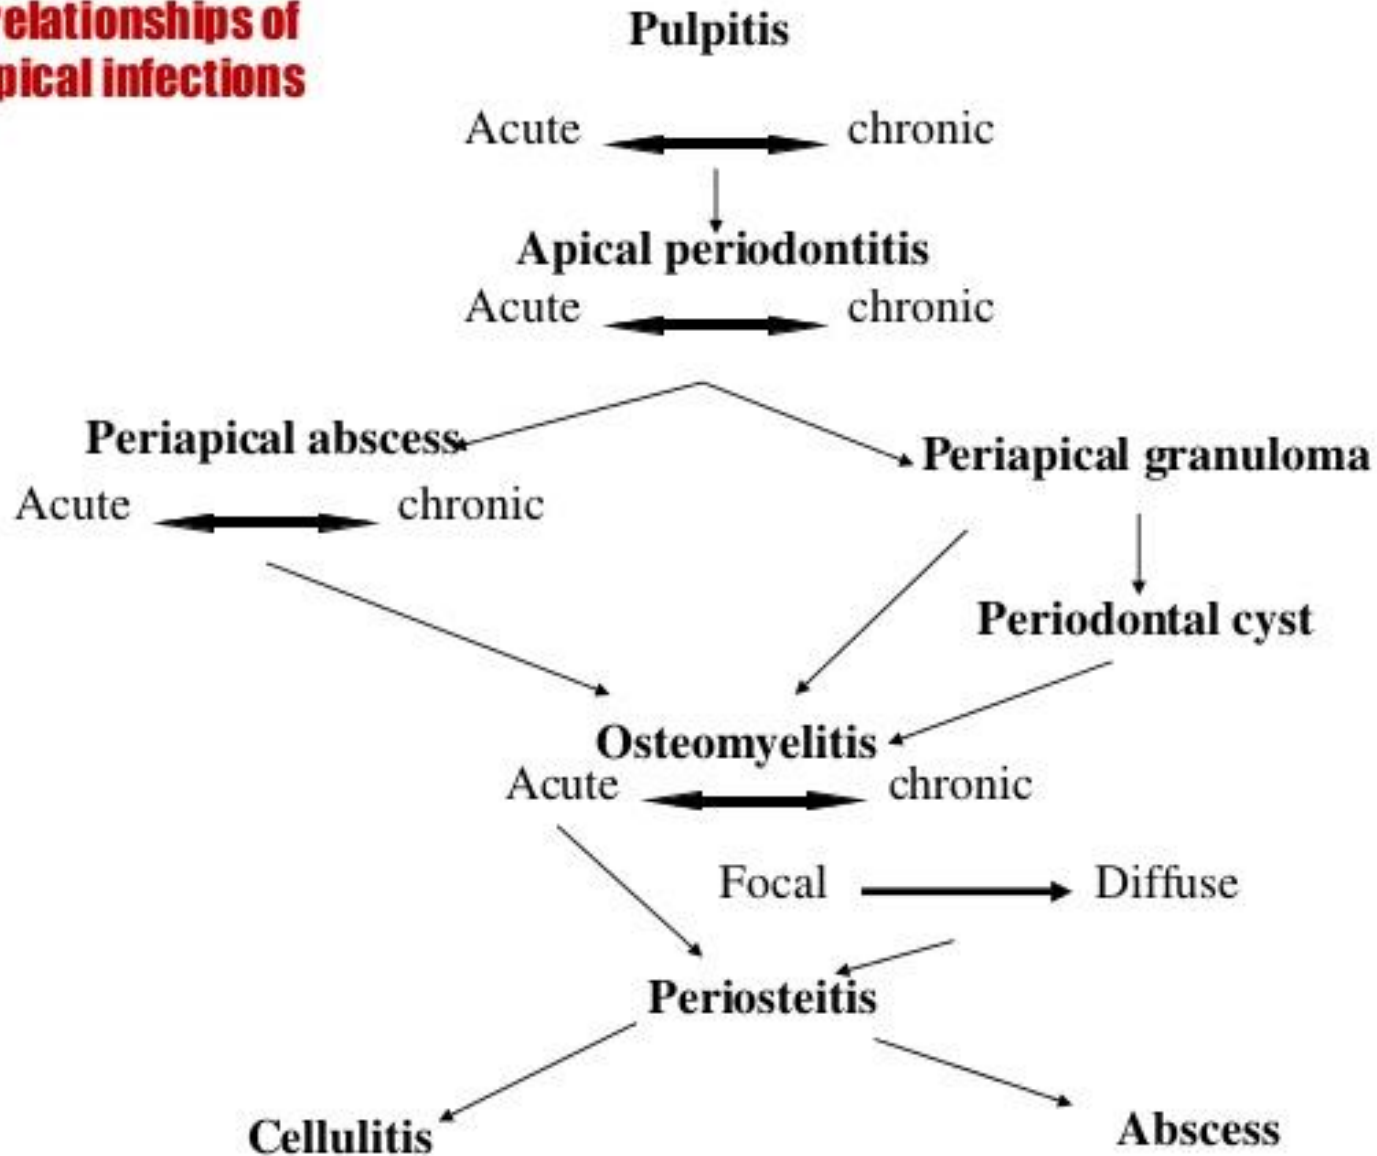 elationships of
pical infections
Pulpitis
Acute chronic
Apical periodontitis
Acute chronic
Periapical abscess
Periapical granuloma
Acute chronic
Periodontal cyst
Osteomyelitis
Acute chronic
Focal Diffuse
Periosteitis
Cellulitis
Abscess